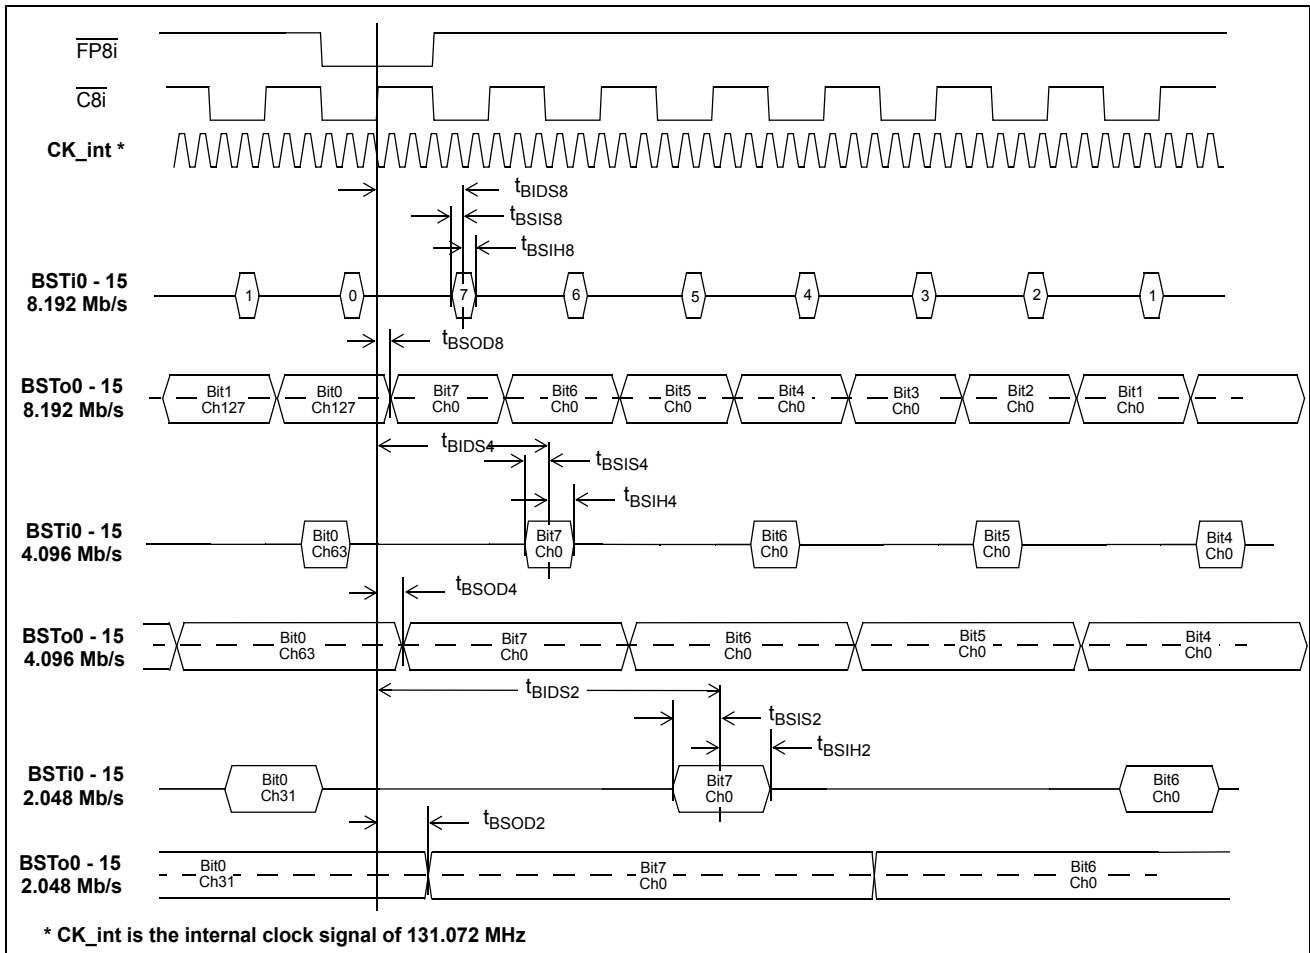 FP8i
C8i
CK_int *
tBIDS8
tBSIS8
tBSIH8
BSTi0 - 15
8.192 Mb/s
1 0 7 6 5 4 3 2 1
tBSOD8
BSTo0 - 15
8.192 Mb/s
Bit1 Bit0 Bit7 Bit6 Bit5 Bit4 Bit3 Bit2 Bit1
Ch127 Ch127 Ch0 Ch0 Ch0 Ch0 Ch0 Ch0 Ch0
tBIDS4
tBSIS4
tBSIH4
BSTi0 - 15
4.096 Mb/s
Bit0 Bit7 Bit6 Bit5 Bit4
Ch63 Ch0 Ch0 Ch0 Ch0
tBSOD4
BSTo0 - 15
4.096 Mb/s
Bit0 Bit7 Bit6 Bit5 Bit4
Ch63 Ch0 Ch0 Ch0 Ch0
tBIDS2
tBSIS2
tBSIH2
BSTi0 - 15
2.048 Mb/s
Bit0 Bit7 Bit6
Ch31 Ch0 Ch0
tBSOD2
BSTo0 - 15
2.048 Mb/s
Bit0 Bit7 Bit6
Ch31 Ch0 Ch0
* CK_int is the internal clock signal of 131.072 MHz